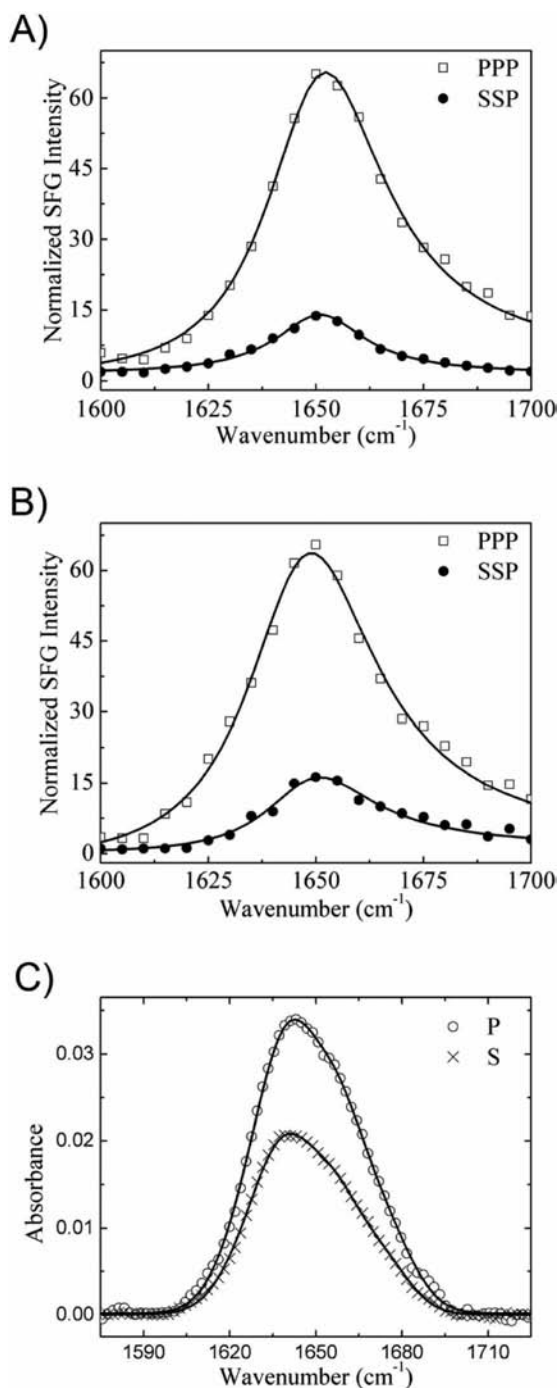 A)
PPP
SSP
60
45
30
15
0
1600 1625 1650 1675 1700
Normalized SFG Intensity
Wavenumber (cm-1)
B)
PPP
SSP
60
45
30
15
0
1600 1625 1650 1675 1700
Normalized SFG Intensity
Wavenumber (cm-1)
C)
P
S
0.03
0.02
0.01
0.00
1590 1620 1650 1680 1710
Absorbance
Wavenumber (cm-1)